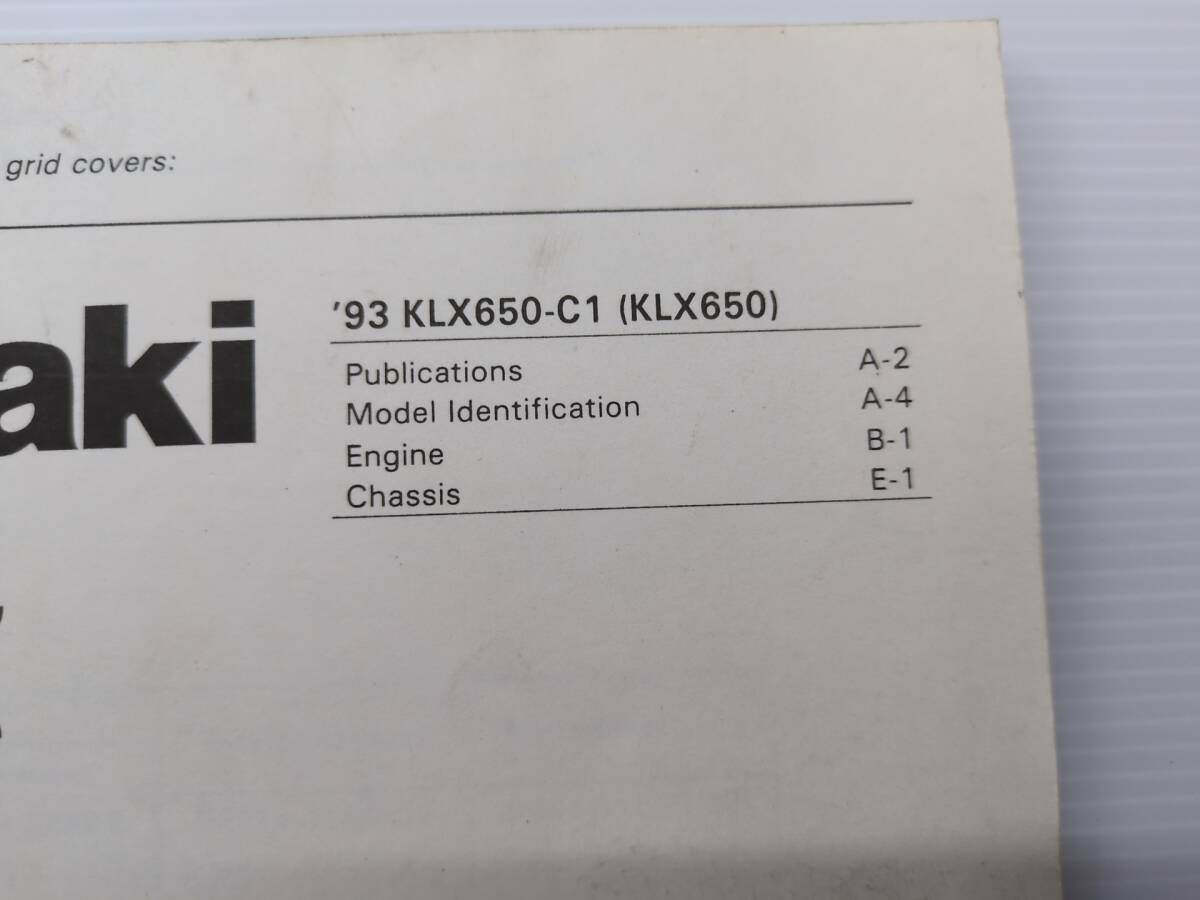 grid covers:
aki
'93 KLX650-C1 (KLX650)
Publications A-2
Model Identification A-4
Engine B-1
Chassis E-1